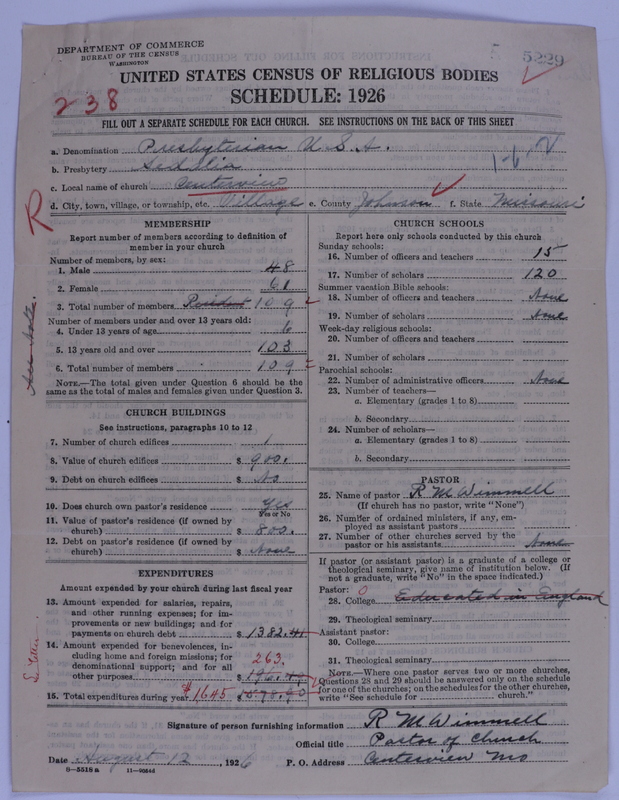 DEPARTMENT OF COMMERCE
BUREAU OF THE CENSUS
WASHINGTON
5229
UNITED STATES CENSUS OF RELIGIOUS BODIES
238
SCHEDULE: 1926
FILL OUT A SEPARATE SCHEDULE FOR EACH CHURCH. SEE INSTRUCTIONS ON THE BACK OF THIS SHEET
a. Denomination Presbyterian U.S.A.
b. Presbytery Sedalia
c. Local name of church Centerview
d. City, town, village, or township, etc. Village e. County Johnson f. State Missouri
R
MEMBERSHIP
Report number of members according to definition of
member in your church
Number of members, by sex:
1. Male 48
2. Female 61
3. Total number of members Resident 109
Number of members under and over 13 years old:
4. Under 13 years of age 6
5. 13 years old and over 103
6. Total number of members 109
NOTE.—The total given under Question 6 should be the
same as the total of males and females given under Question 3.
CHURCH BUILDINGS
See instructions, paragraphs 10 to 12
7. Number of church edifices 1
8. Value of church edifices $ 900.
9. Debt on church edifices $ No
10. Does church own pastor's residence Yes
Yes or No
11. Value of pastor's residence (if owned by
church) $ 800.
12. Debt on pastor's residence (if owned by
church) $ None
EXPENDITURES
Amount expended by your church during last fiscal year
13. Amount expended for salaries, repairs,
and other running expenses; for im-
provements or new buildings; and for
payments on church debt $ 1382.41
14. Amount expended for benevolences, in-
cluding home and foreign missions; for
denominational support; and for all 263.
other purposes $
15. Total expenditures during year $1645 $
CHURCH SCHOOLS
Report here only schools conducted by this church
Sunday schools:
16. Number of officers and teachers 15
17. Number of scholars 120
Summer vacation Bible schools:
18. Number of officers and teachers None
19. Number of scholars None
Week-day religious schools:
20. Number of officers and teachers
21. Number of scholars
Parochial schools:
22. Number of administrative officers None
23. Number of teachers—
a. Elementary (grades 1 to 8)
b. Secondary
24. Number of scholars—
a. Elementary (grades 1 to 8)
b. Secondary
PASTOR
25. Name of pastor R M Wimmell
(If church has no pastor, write "None")
26. Number of ordained ministers, if any, em-
ployed as assistant pastors
27. Number of other churches served by the
pastor or his assistants None
If pastor (or assistant pastor) is a graduate of a college or
theological seminary, give name of institution below. (If
not a graduate, write "No" in the space indicated.)
Pastor: 0
28. College Educated in England
29. Theological seminary
Assistant pastor:
30. College
31. Theological seminary
NOTE.—Where one pastor serves two or more churches,
Questions 28 and 29 should be answered only on the schedule
for one of the churches; on the schedules for the other churches,
write "See schedule for church."
Signature of person furnishing information R M Wimmell
Official title Pastor of Church
Date August 12, 1926 P. O. Address Centerview Mo
8-5518 a